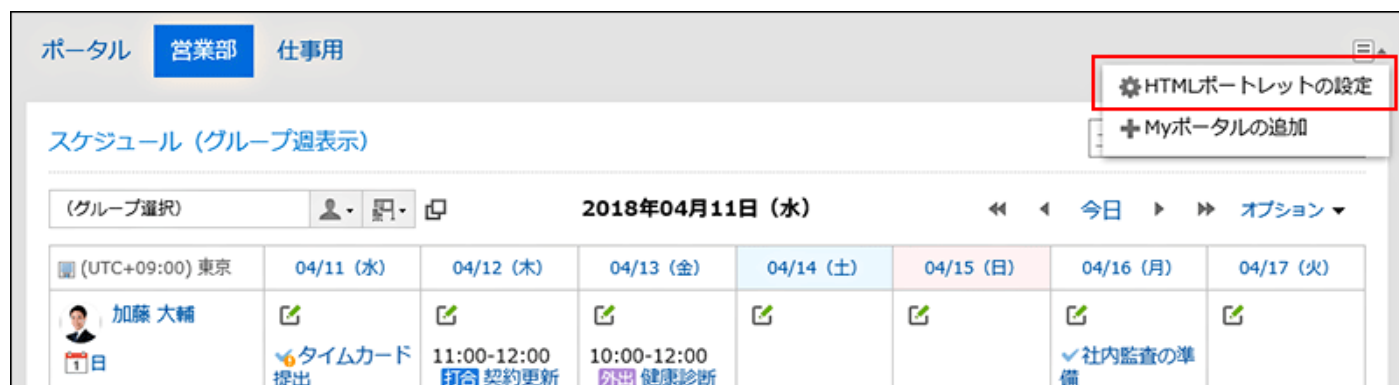 ポータル 営業部 仕事用
HTMLポートレットの設定
Myポータルの追加
スケジュール（グループ週表示）
（グループ選択） 2018年04月11日（水） 今日 オプション
(UTC+09:00) 東京 04/11（水） 04/12（木） 04/13（金） 04/14（土） 04/15（日） 04/16（月） 04/17（火）
加藤 大輔
1日
タイムカード 11:00-12:00 10:00-12:00 社内監査の準
提出 打合 契約更新 外出 健康診断 備